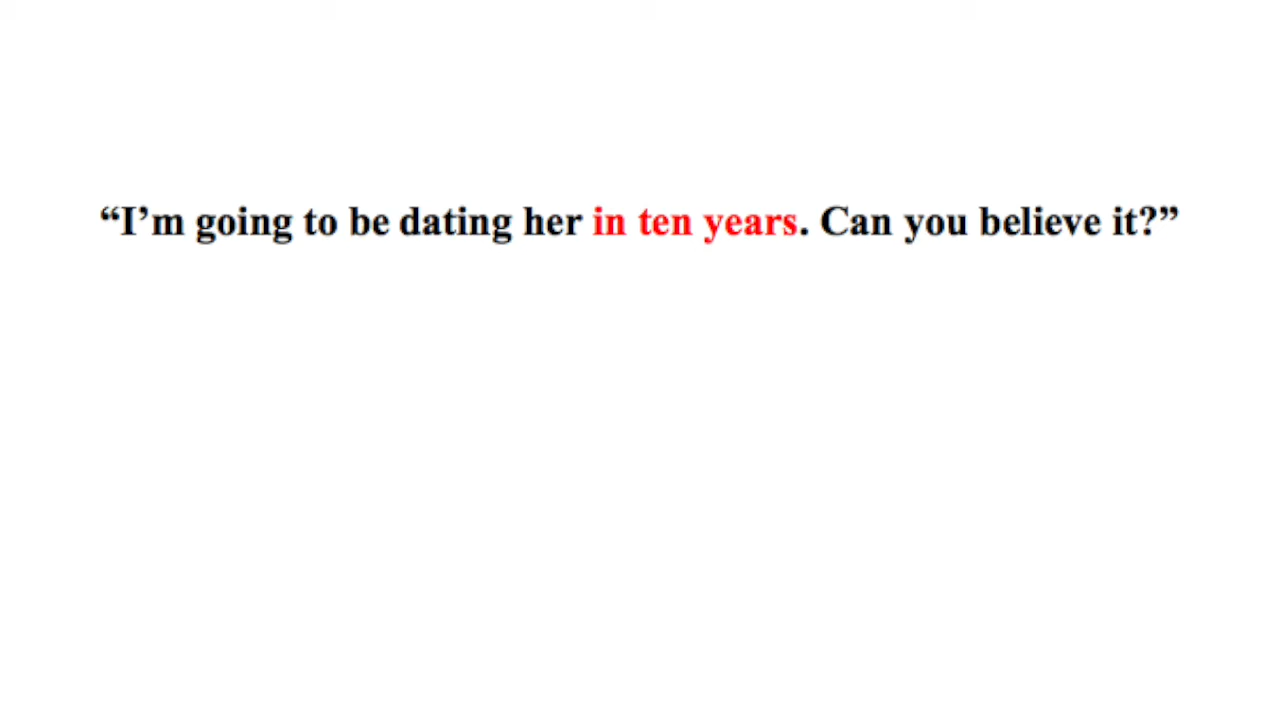 “I’m going to be dating her in ten years. Can you believe it?”